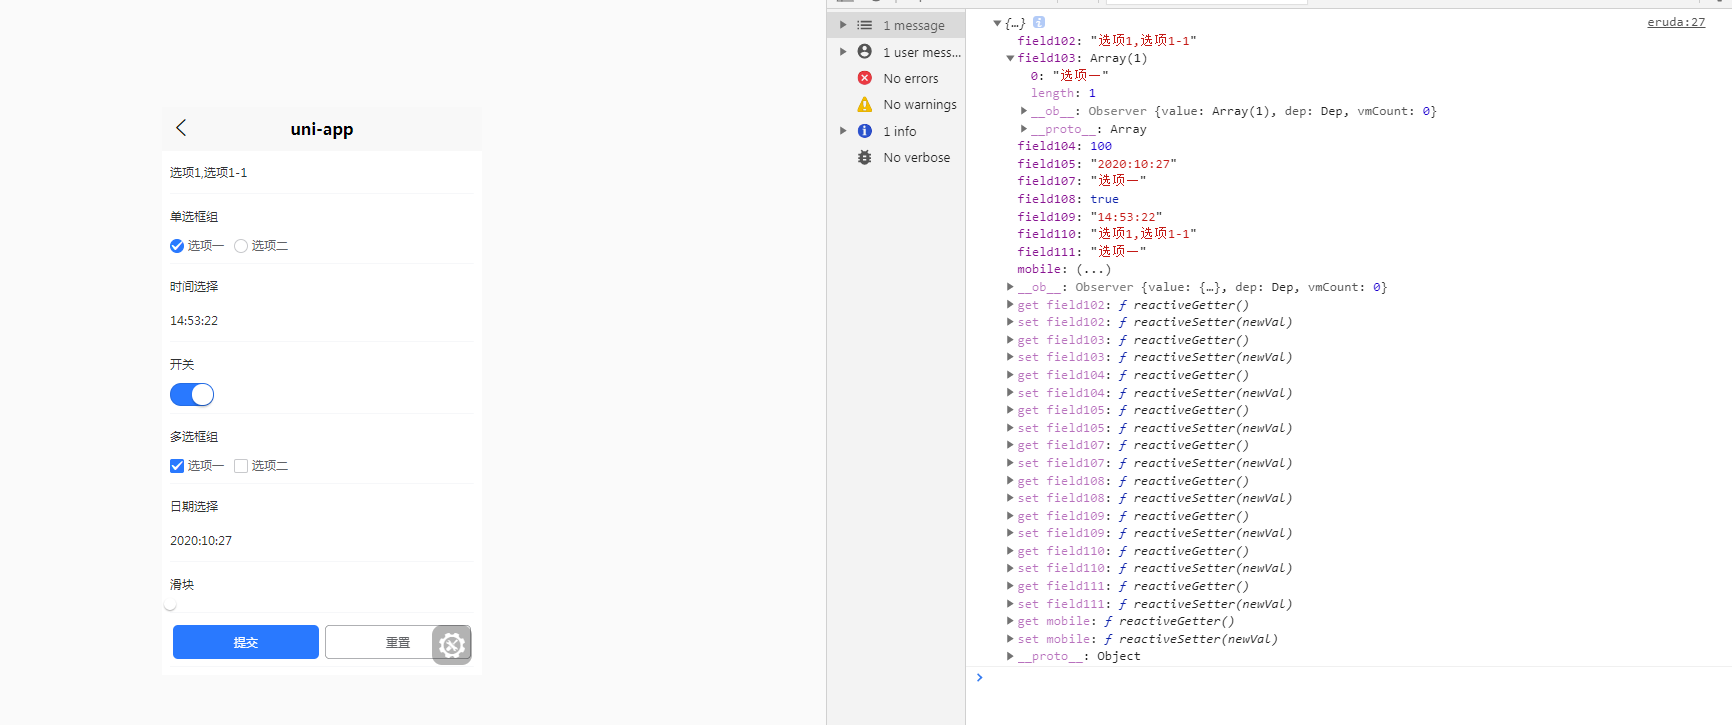 uni-app
选项1,选项1-1
单选框组
选项一 选项二
时间选择
14:53:22
开关
多选框组
选项一 选项二
日期选择
2020:10:27
滑块
提交 重置
1 message
1 user mess...
No errors
No warnings
1 info
No verbose
{…} i
eruda:27
field102: "选项1,选项1-1"
field103: Array(1)
0: "选项一"
length: 1
__ob__: Observer {value: Array(1), dep: Dep, vmCount: 0}
__proto__: Array
field104: 100
field105: "2020:10:27"
field107: "选项一"
field108: true
field109: "14:53:22"
field110: "选项1,选项1-1"
field111: "选项一"
mobile: (...)
__ob__: Observer {value: {…}, dep: Dep, vmCount: 0}
get field102: ƒ reactiveGetter()
set field102: ƒ reactiveSetter(newVal)
get field103: ƒ reactiveGetter()
set field103: ƒ reactiveSetter(newVal)
get field104: ƒ reactiveGetter()
set field104: ƒ reactiveSetter(newVal)
get field105: ƒ reactiveGetter()
set field105: ƒ reactiveSetter(newVal)
get field107: ƒ reactiveGetter()
set field107: ƒ reactiveSetter(newVal)
get field108: ƒ reactiveGetter()
set field108: ƒ reactiveSetter(newVal)
get field109: ƒ reactiveGetter()
set field109: ƒ reactiveSetter(newVal)
get field110: ƒ reactiveGetter()
set field110: ƒ reactiveSetter(newVal)
get field111: ƒ reactiveGetter()
set field111: ƒ reactiveSetter(newVal)
get mobile: ƒ reactiveGetter()
set mobile: ƒ reactiveSetter(newVal)
__proto__: Object